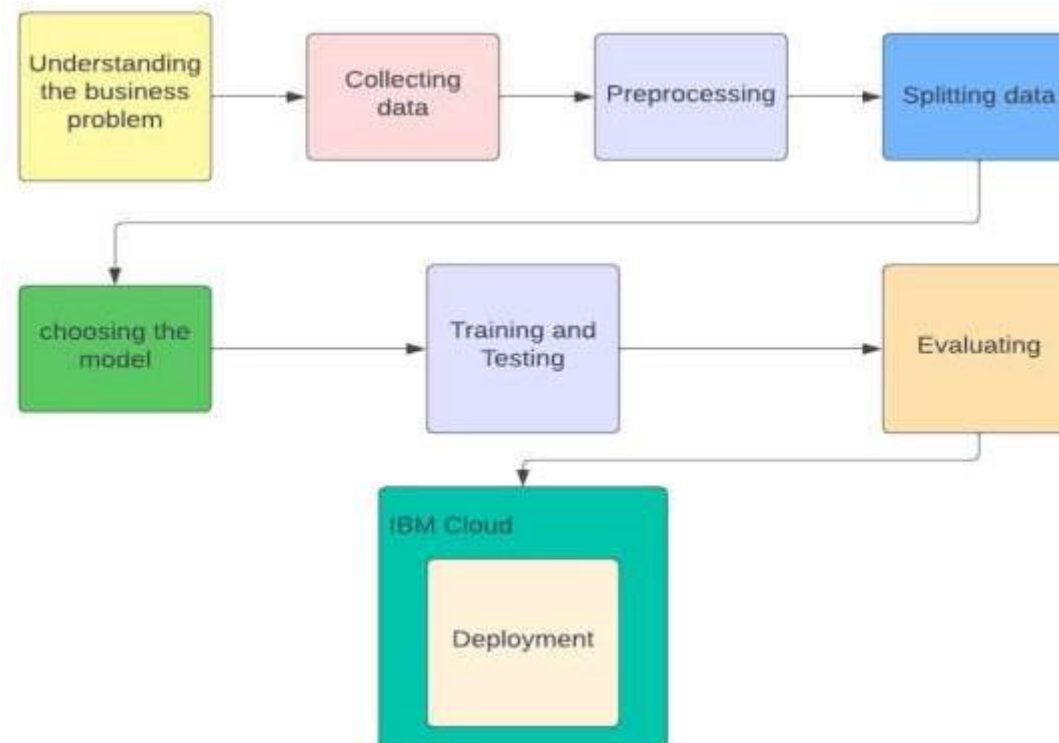 Understanding
the business
problem
Collecting
data
Preprocessing
Splitting data
choosing the
model
Training and
Testing
Evaluating
IBM Cloud
Deployment